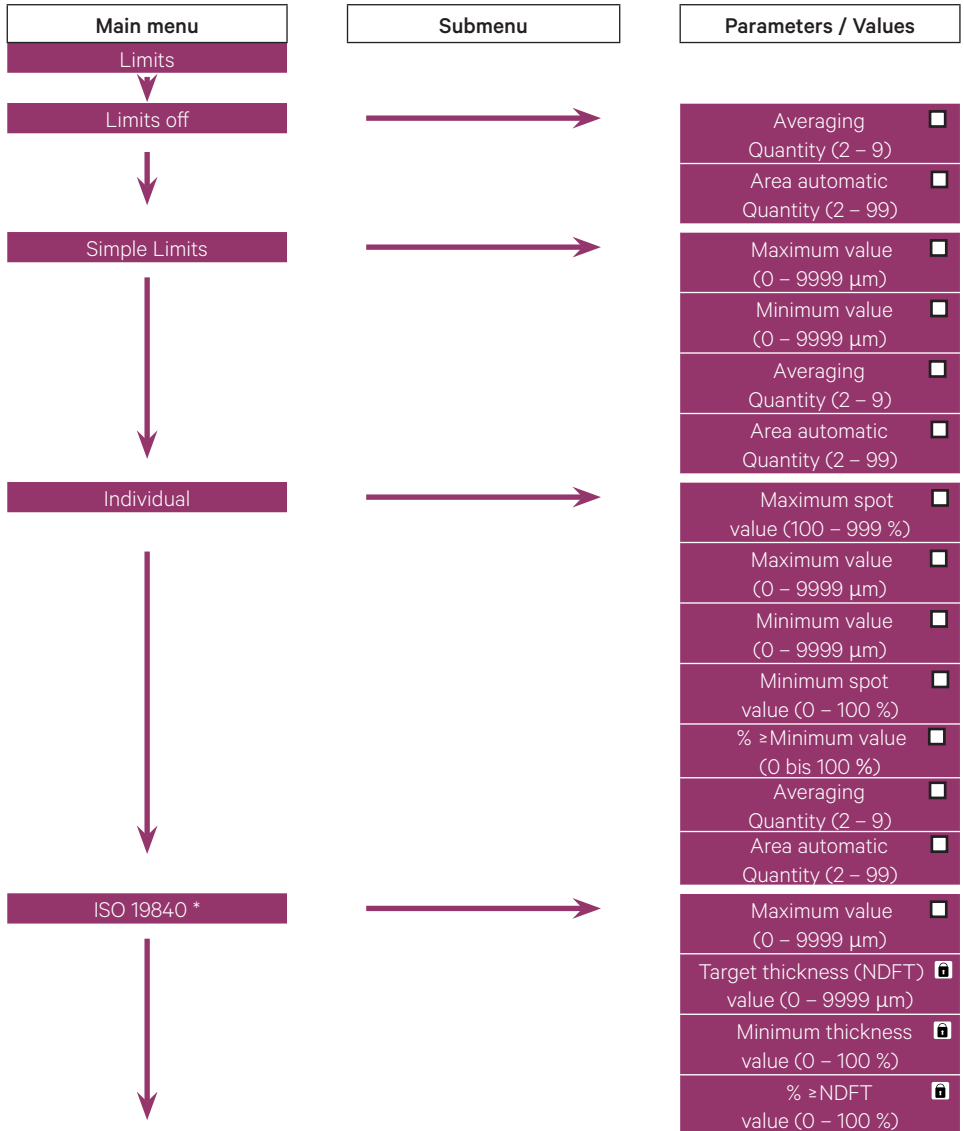 Main menu
Submenu
Parameters / Values
Limits
Limits off
Averaging
Quantity (2 – 9)
Area automatic
Quantity (2 – 99)
Simple Limits
Maximum value
(0 – 9999 µm)
Minimum value
(0 – 9999 µm)
Averaging
Quantity (2 – 9)
Area automatic
Quantity (2 – 99)
Individual
Maximum spot
value (100 – 999 %)
Maximum value
(0 – 9999 µm)
Minimum value
(0 – 9999 µm)
Minimum spot
value (0 – 100 %)
% ≥Minimum value
(0 bis 100 %)
Averaging
Quantity (2 – 9)
Area automatic
Quantity (2 – 99)
ISO 19840 *
Maximum value
(0 – 9999 µm)
Target thickness (NDFT)
value (0 – 9999 µm)
Minimum thickness
value (0 – 100 %)
% ≥NDFT
value (0 – 100 %)